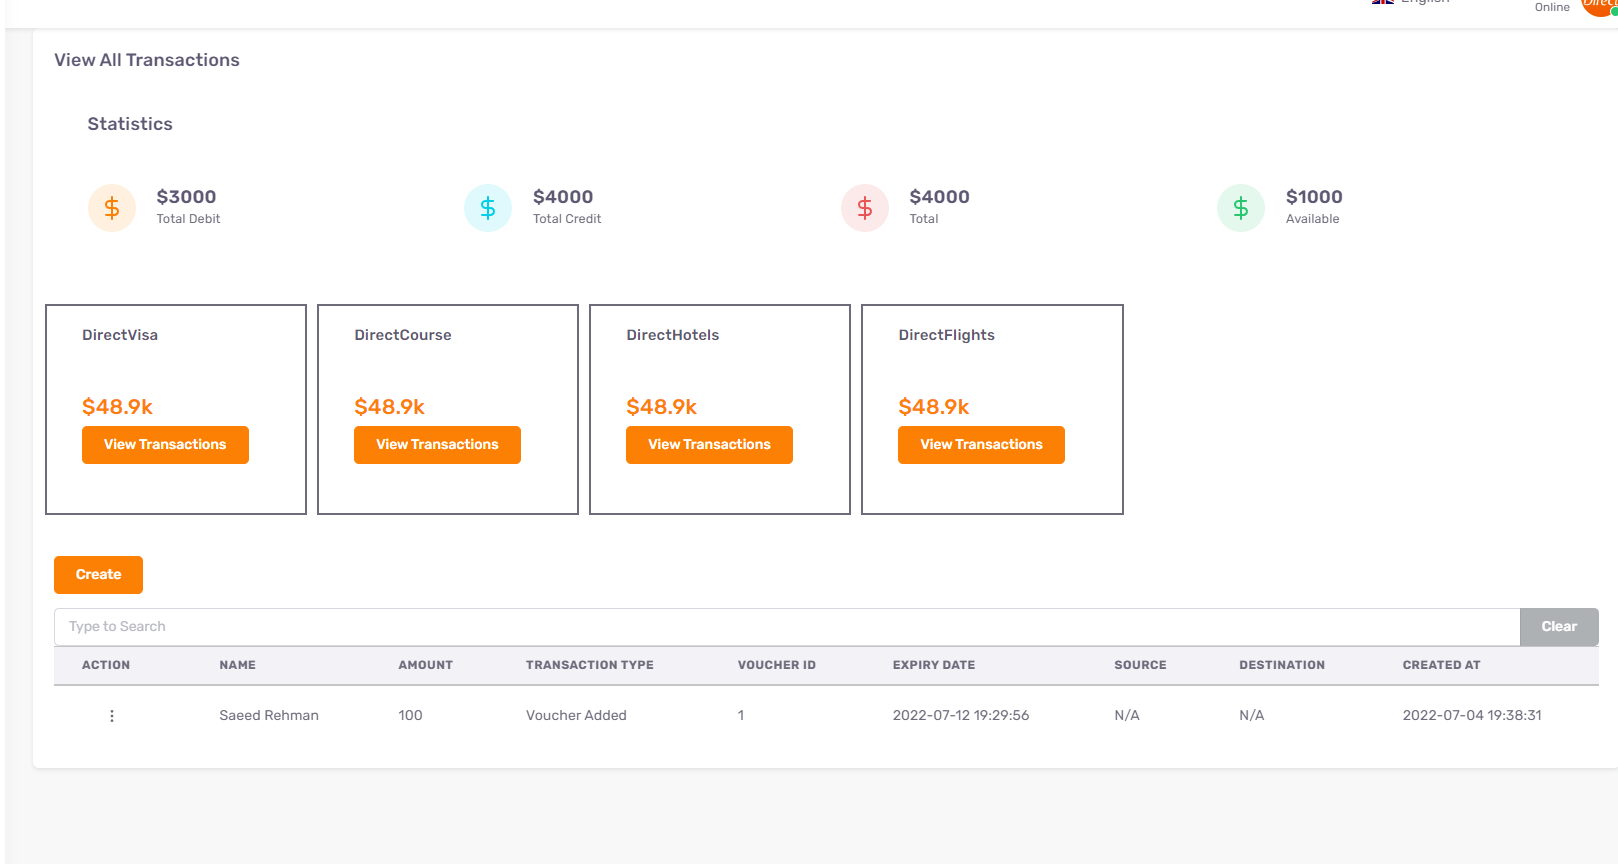 English
Online
Direct
View All Transactions
Statistics
$ $3000 Total Debit
$ $4000 Total Credit
$ $4000 Total
$ $1000 Available
DirectVisa
$48.9k
View Transactions
DirectCourse
$48.9k
View Transactions
DirectHotels
$48.9k
View Transactions
DirectFlights
$48.9k
View Transactions
Create
Type to Search Clear
ACTION NAME AMOUNT TRANSACTION TYPE VOUCHER ID EXPIRY DATE SOURCE DESTINATION CREATED AT
Saeed Rehman 100 Voucher Added 1 2022-07-12 19:29:56 N/A N/A 2022-07-04 19:38:31